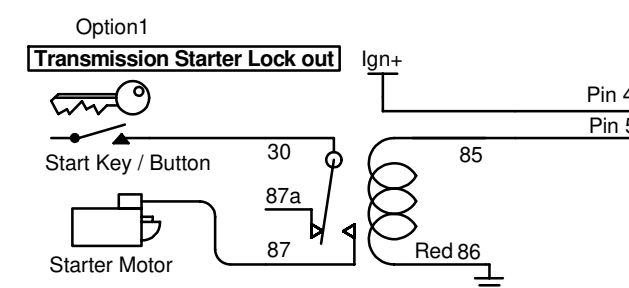 Option1
Transmission Starter Lock out
Ign+
Pin 4
Pin 5
Start Key / Button
30
85
87a
87
Red 86
Starter Motor